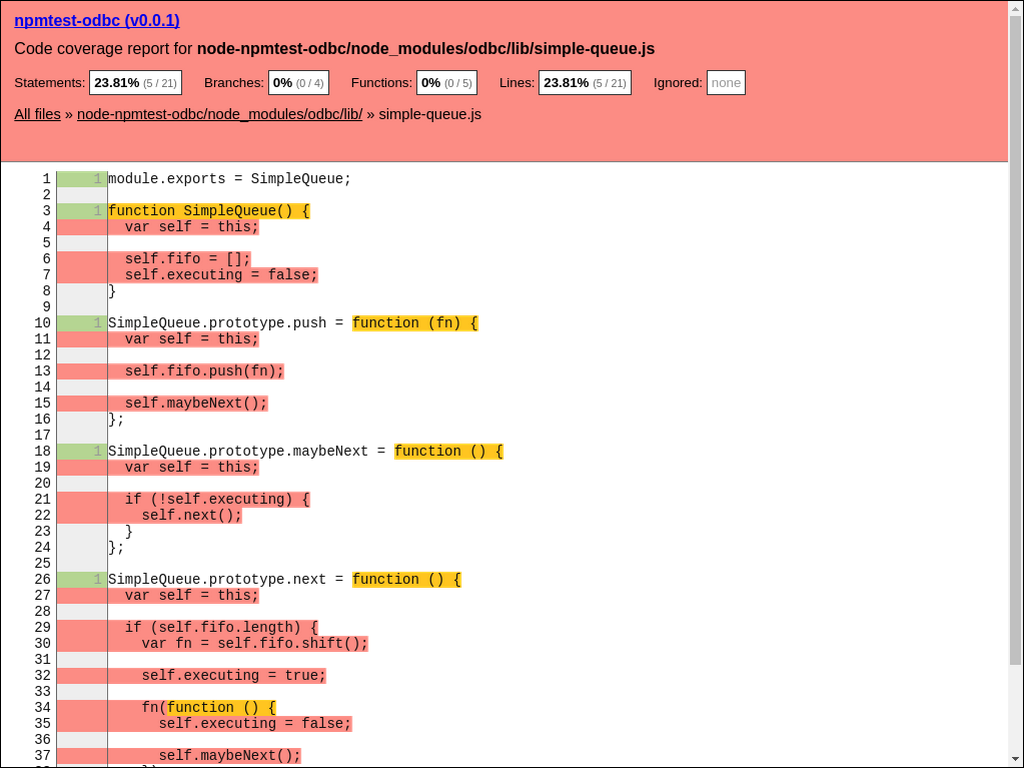 npmtest-odbc (v0.0.1)
Code coverage report for node-npmtest-odbc/node_modules/odbc/lib/simple-queue.js
Statements: 23.81% (5 / 21) Branches: 0% (0 / 4) Functions: 0% (0 / 5) Lines: 23.81% (5 / 21) Ignored: none
All files » node-npmtest-odbc/node_modules/odbc/lib/ » simple-queue.js
1 1 module.exports = SimpleQueue;
2
3 1 function SimpleQueue() {
4 var self = this;
5
6 self.fifo = [];
7 self.executing = false;
8 }
9
10 1 SimpleQueue.prototype.push = function (fn) {
11 var self = this;
12
13 self.fifo.push(fn);
14
15 self.maybeNext();
16 };
17
18 1 SimpleQueue.prototype.maybeNext = function () {
19 var self = this;
20
21 if (!self.executing) {
22 self.next();
23 }
24 };
25
26 1 SimpleQueue.prototype.next = function () {
27 var self = this;
28
29 if (self.fifo.length) {
30 var fn = self.fifo.shift();
31
32 self.executing = true;
33
34 fn(function () {
35 self.executing = false;
36
37 self.maybeNext();